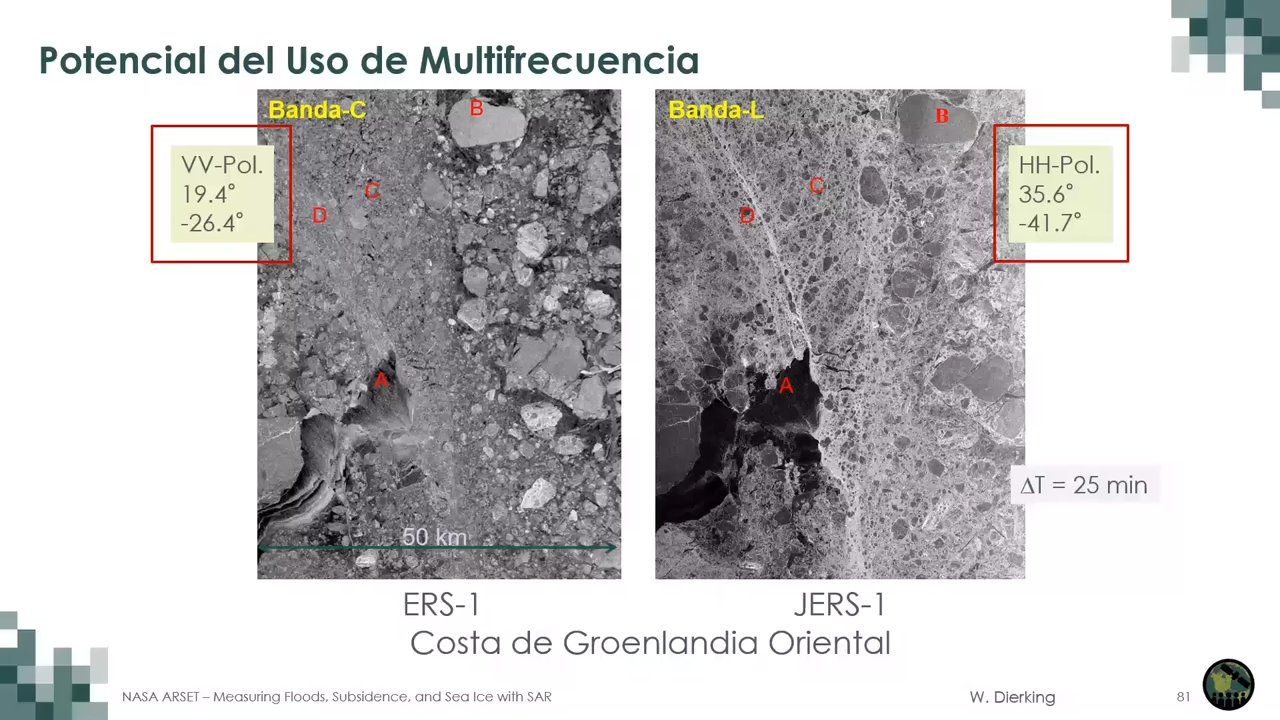 Potencial del Uso de Multifrecuencia
Banda-C
B
VV-Pol.
19.4°
-26.4°
C
D
A
50 km
Banda-L
B
HH-Pol.
35.6°
-41.7°
C
D
A
ΔT = 25 min
ERS-1
JERS-1
Costa de Groenlandia Oriental
NASA ARSET – Measuring Floods, Subsidence, and Sea Ice with SAR
W. Dierking
81